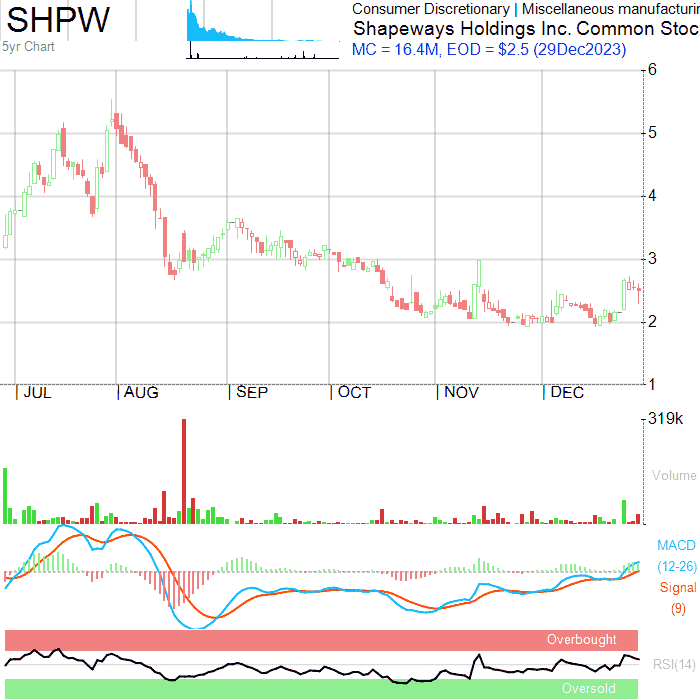 SHPW
5yr Chart
Consumer Discretionary | Miscellaneous manufacturin
Shapeways Holdings Inc. Common Stoc
MC = 16.4M, EOD = $2.5 (29Dec2023)
6
5
4
3
2
1
JUL AUG SEP OCT NOV DEC
319k
Volume
MACD
(12-26)
Signal
(9)
Overbought
RSI(14)
Oversold